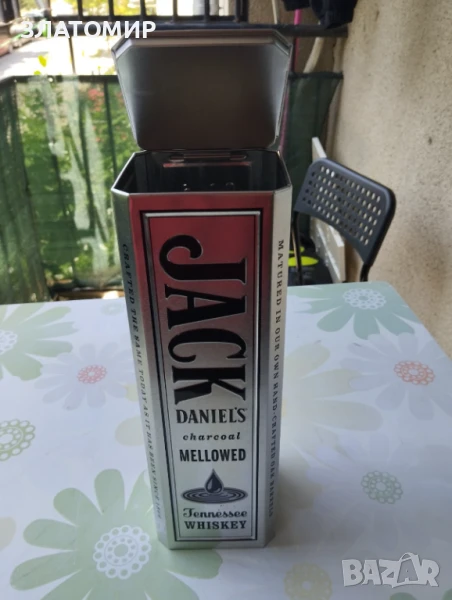 ЗЛАТОМИР
JACK
DANIEL'S
charcoal
MELLOWED
Tennessee
WHISKEY
CRAFTED THE SAME TODAY AS IT HAS BEEN SINCE
MATURED IN OUR OWN HAND-CRAFTED OAK BARRELS
BAZAR